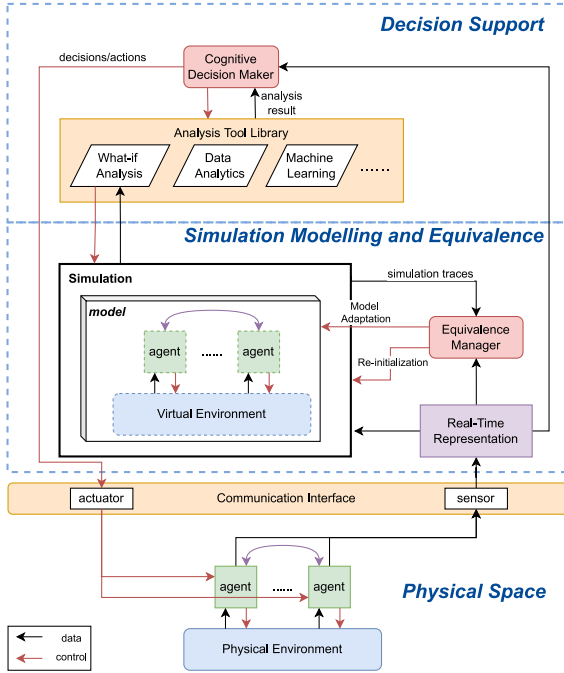 Decision Support
decisions/actions
Cognitive
Decision Maker
analysis
result
Analysis Tool Library
What-if
Analysis
Data
Analytics
Machine
Learning
......
Simulation Modelling and Equivalence
Simulation
simulation traces
model
Model
Adaptation
Equivalence
Manager
agent
......
agent
Re-initialization
Virtual Environment
Real-Time
Representation
actuator
Communication Interface
sensor
agent
......
agent
Physical Space
data
control
Physical Environment